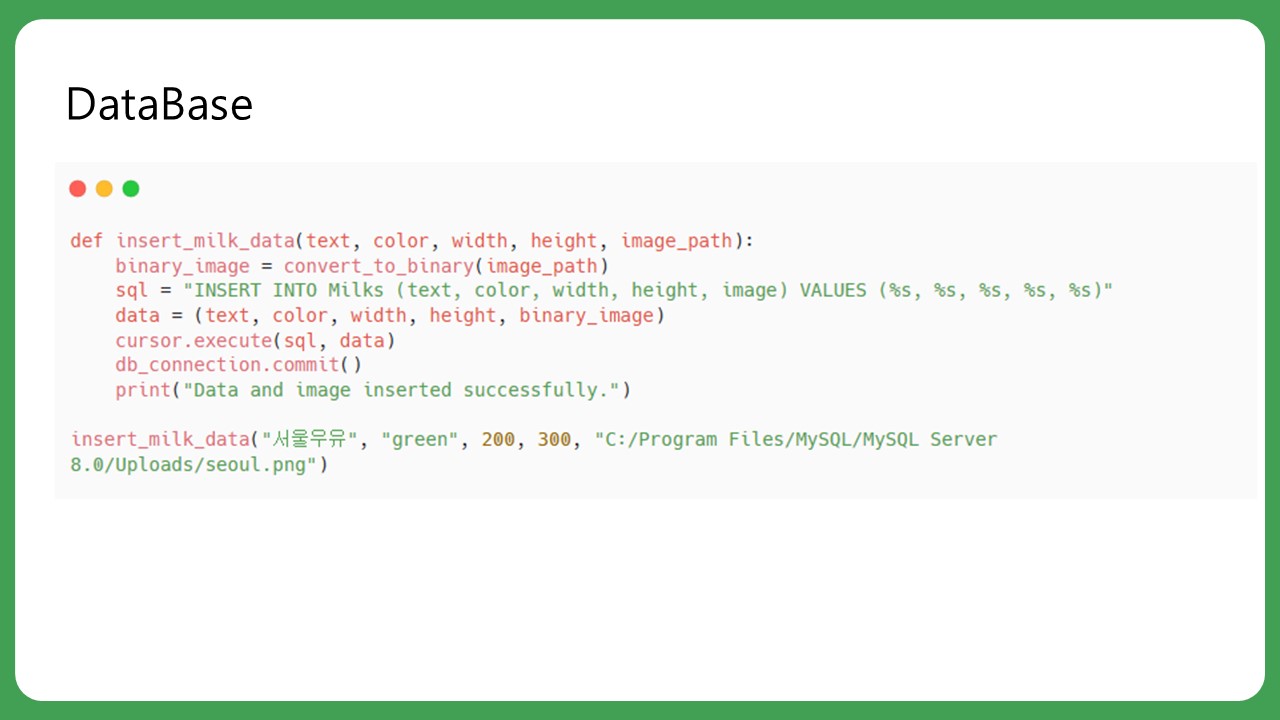 DataBase
def insert_milk_data(text, color, width, height, image_path):
    binary_image = convert_to_binary(image_path)
    sql = "INSERT INTO Milks (text, color, width, height, image) VALUES (%s, %s, %s, %s, %s)"
    data = (text, color, width, height, binary_image)
    cursor.execute(sql, data)
    db_connection.commit()
    print("Data and image inserted successfully.")
insert_milk_data("서울우유", "green", 200, 300, "C:/Program Files/MySQL/MySQL Server
8.0/Uploads/seoul.png")